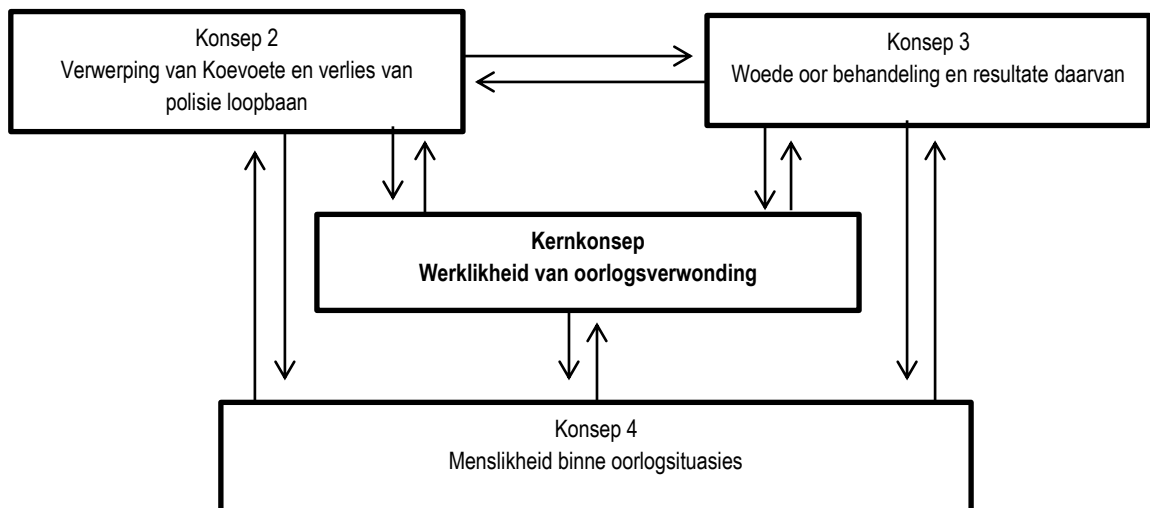 Konsep 2
Verwerping van Koevoete en verlies van
polisie loopbaan
Konsep 3
Woede oor behandeling en resultate daarvan
Kernkonsep
Werklikheid van oorlogsverwonding
Konsep 4
Menslikheid binne oorlogsituasies